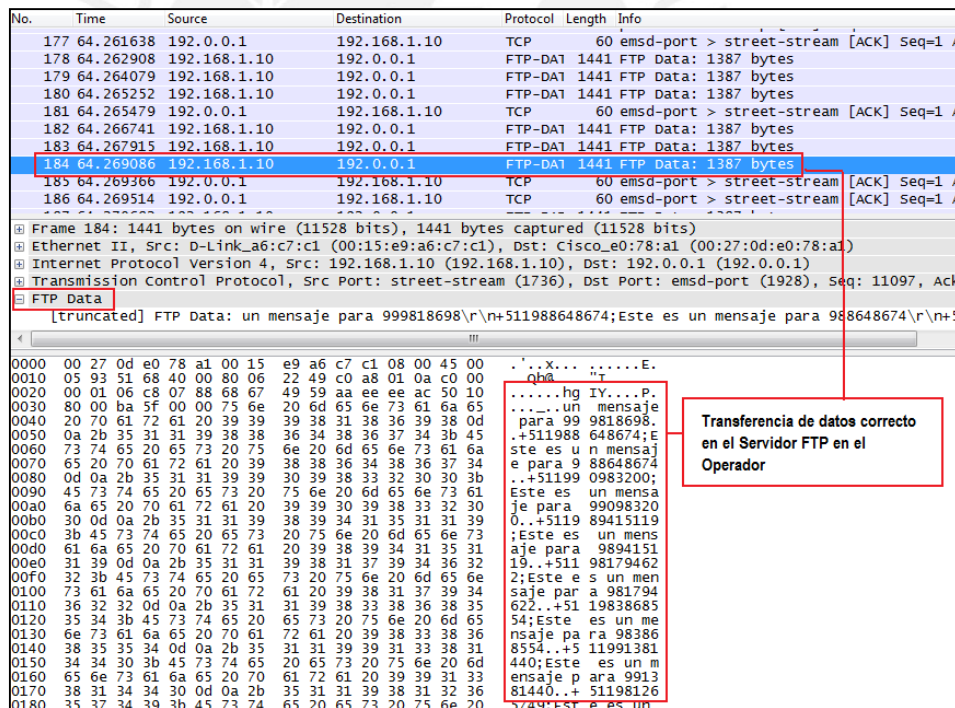 No. Time Source Destination Protocol Length Info
177 64.261638 192.0.0.1 192.168.1.10 TCP 60 emsd-port > street-stream [ACK] Seq=1 A
178 64.262908 192.168.1.10 192.0.0.1 FTP-DAT 1441 FTP Data: 1387 bytes
179 64.264079 192.168.1.10 192.0.0.1 FTP-DAT 1441 FTP Data: 1387 bytes
180 64.265252 192.168.1.10 192.0.0.1 FTP-DAT 1441 FTP Data: 1387 bytes
181 64.265479 192.0.0.1 192.168.1.10 TCP 60 emsd-port > street-stream [ACK] Seq=1 A
182 64.266741 192.168.1.10 192.0.0.1 FTP-DAT 1441 FTP Data: 1387 bytes
183 64.267915 192.168.1.10 192.0.0.1 FTP-DAT 1441 FTP Data: 1387 bytes
184 64.269086 192.168.1.10 192.0.0.1 FTP-DAT 1441 FTP Data: 1387 bytes
185 64.269366 192.0.0.1 192.168.1.10 TCP 60 emsd-port > street-stream [ACK] Seq=1 A
186 64.269514 192.0.0.1 192.168.1.10 TCP 60 emsd-port > street-stream [ACK] Seq=1 A
Frame 184: 1441 bytes on wire (11528 bits), 1441 bytes captured (11528 bits)
Ethernet II, Src: D-Link_a6:c7:c1 (00:15:e9:a6:c7:c1), Dst: Cisco_e0:78:a1 (00:27:0d:e0:78:a1)
Internet Protocol Version 4, Src: 192.168.1.10 (192.168.1.10), Dst: 192.0.0.1 (192.0.0.1)
Transmission Control Protocol, Src Port: street-stream (1736), Dst Port: emsd-port (1928), Seq: 11097, Ack
FTP Data
[truncated] FTP Data: un mensaje para 999818698\r\n+511988648674;Este es un mensaje para 988648674\r\n+5
0000 00 27 0d e0 78 a1 00 15 e9 a6 c7 c1 08 00 45 00 .'..x... ......E.
0010 05 93 51 68 40 00 80 06 22 49 c0 a8 01 0a c0 00 ..Qh@... "I......
0020 00 01 06 c8 07 88 68 67 49 59 aa ee ee ac 50 10 ......hg IY....P.
0030 80 00 ba 5f 00 00 75 6e 20 6d 65 6e 73 61 6a 65 ..._..un mensaje
0040 20 70 61 72 61 20 39 39 39 38 31 38 36 39 38 0d para 99 9818698.
0050 0a 2b 35 31 31 39 38 38 36 34 38 36 37 34 3b 45 .+511988 648674;E
0060 73 74 65 20 65 73 20 75 6e 20 6d 65 6e 73 61 6a ste es u n mensaj
0070 65 20 70 61 72 61 20 39 38 38 36 34 38 36 37 34 e para 9 88648674
0080 0d 0a 2b 35 31 31 39 39 30 39 38 33 32 30 30 3b ..+51199 0983200;
0090 45 73 74 65 20 65 73 20 75 6e 20 6d 65 6e 73 61 Este es un mensa
00a0 6a 65 20 70 61 72 61 20 39 39 30 39 38 33 32 30 je para 99098320
00b0 30 0d 0a 2b 35 31 31 39 38 39 34 31 35 31 31 39 0..+5119 89415119
00c0 3b 45 73 74 65 20 65 73 20 75 6e 20 6d 65 6e 73 ;Este es un mens
00d0 61 6a 65 20 70 61 72 61 20 39 38 39 34 31 35 31 aje para 9894151
00e0 31 39 0d 0a 2b 35 31 31 39 38 31 37 39 34 36 32 19..+511 98179462
00f0 32 3b 45 73 74 65 20 65 73 20 75 6e 20 6d 65 6e 2;Este e s un men
0100 73 61 6a 65 20 70 61 72 61 20 39 38 31 37 39 34 saje par a 981794
0110 36 32 32 0d 0a 2b 35 31 31 39 38 33 38 36 38 35 622..+51 19838685
0120 35 34 3b 45 73 74 65 20 65 73 20 75 6e 20 6d 65 54;Este es un me
0130 6e 73 61 6a 65 20 70 61 72 61 20 39 38 33 38 36 nsaje pa ra 98386
0140 38 35 35 34 0d 0a 2b 35 31 31 39 39 31 33 38 31 8554..+5 11991381
0150 34 34 30 3b 45 73 74 65 20 65 73 20 75 6e 20 6d 440;Este es un m
0160 65 6e 73 61 6a 65 20 70 61 72 61 20 39 39 31 33 ensaje p ara 9913
0170 38 31 34 34 30 0d 0a 2b 35 31 31 39 38 31 32 36 81440..+ 51198126
0180 35 37 34 39 3b 45 73 74 65 20 65 73 20 75 6e 20 5749;Est e es un
Transferencia de datos correcto
en el Servidor FTP en el
Operador